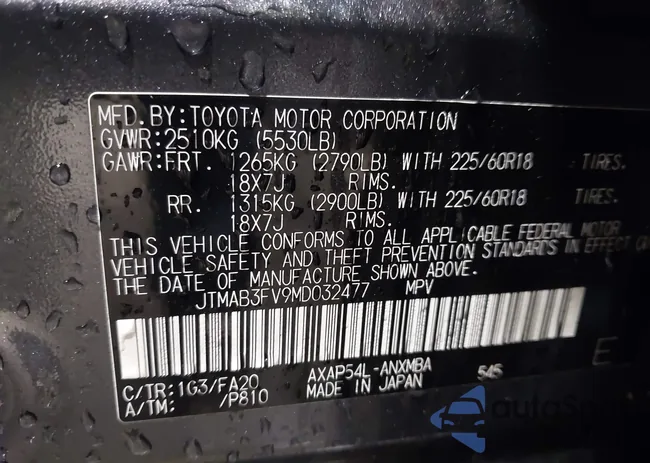 MFD.BY:TOYOTA MOTOR CORPORATION
GVWR:2510KG (5530LB)
GAWR:FRT. 1265KG (2790LB) WITH 225/60R18 TIRES.
18X7J RIMS.
RR. 1315KG (2900LB) WITH 225/60R18 TIRES.
18X7J RIMS.
THIS VEHICLE CONFORMS TO ALL APPLICABLE FEDERAL MOTOR
VEHICLE SAFETY AND THEFT PREVENTION STANDARDS IN EFFECT
THE DATE OF MANUFACTURE SHOWN ABOVE.
JTMAB3FV9MD032477 MPV
C/TR:1G3/FA20 AXAP54L-ANXMBA 545
A/TM: /P810 MADE IN JAPAN
E